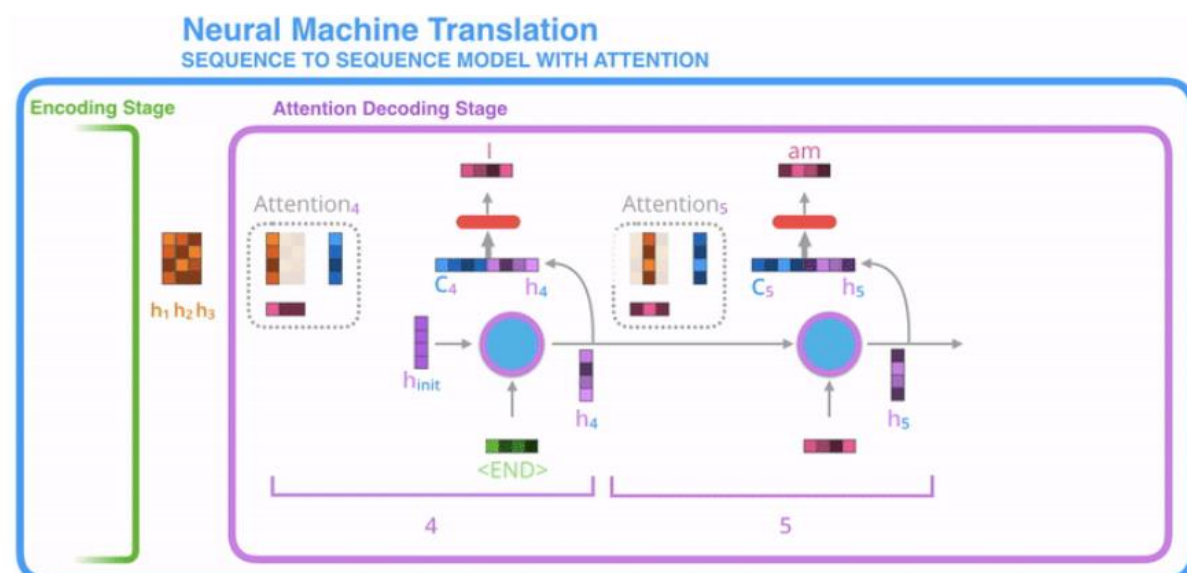 Neural Machine Translation
SEQUENCE TO SEQUENCE MODEL WITH ATTENTION
Encoding Stage
Attention Decoding Stage
I
am
Attention4
Attention5
C4
h4
C5
h5
h1 h2 h3
hinit
h4
h5
<END>
4
5